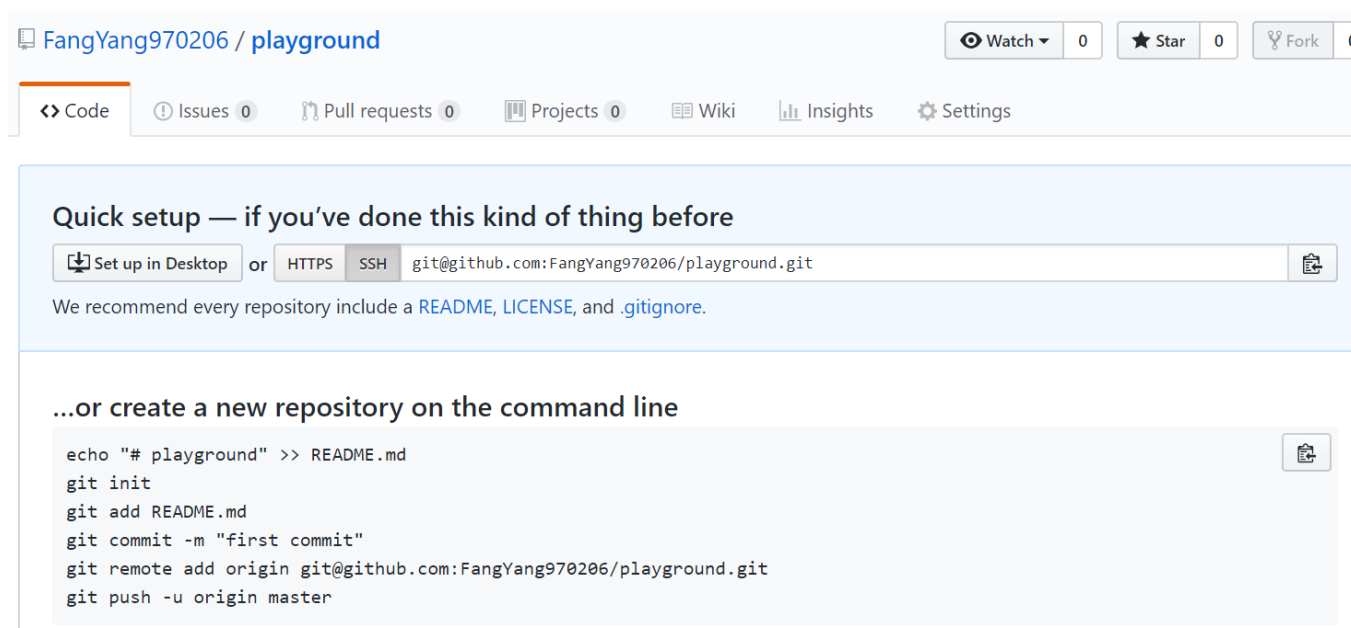 FangYang970206 / playground
Watch 0 Star 0 Fork
Code Issues 0 Pull requests 0 Projects 0 Wiki Insights Settings
Quick setup — if you’ve done this kind of thing before
Set up in Desktop or HTTPS SSH git@github.com:FangYang970206/playground.git
We recommend every repository include a README, LICENSE, and .gitignore.
…or create a new repository on the command line
echo "# playground" >> README.md
git init
git add README.md
git commit -m "first commit"
git remote add origin git@github.com:FangYang970206/playground.git
git push -u origin master